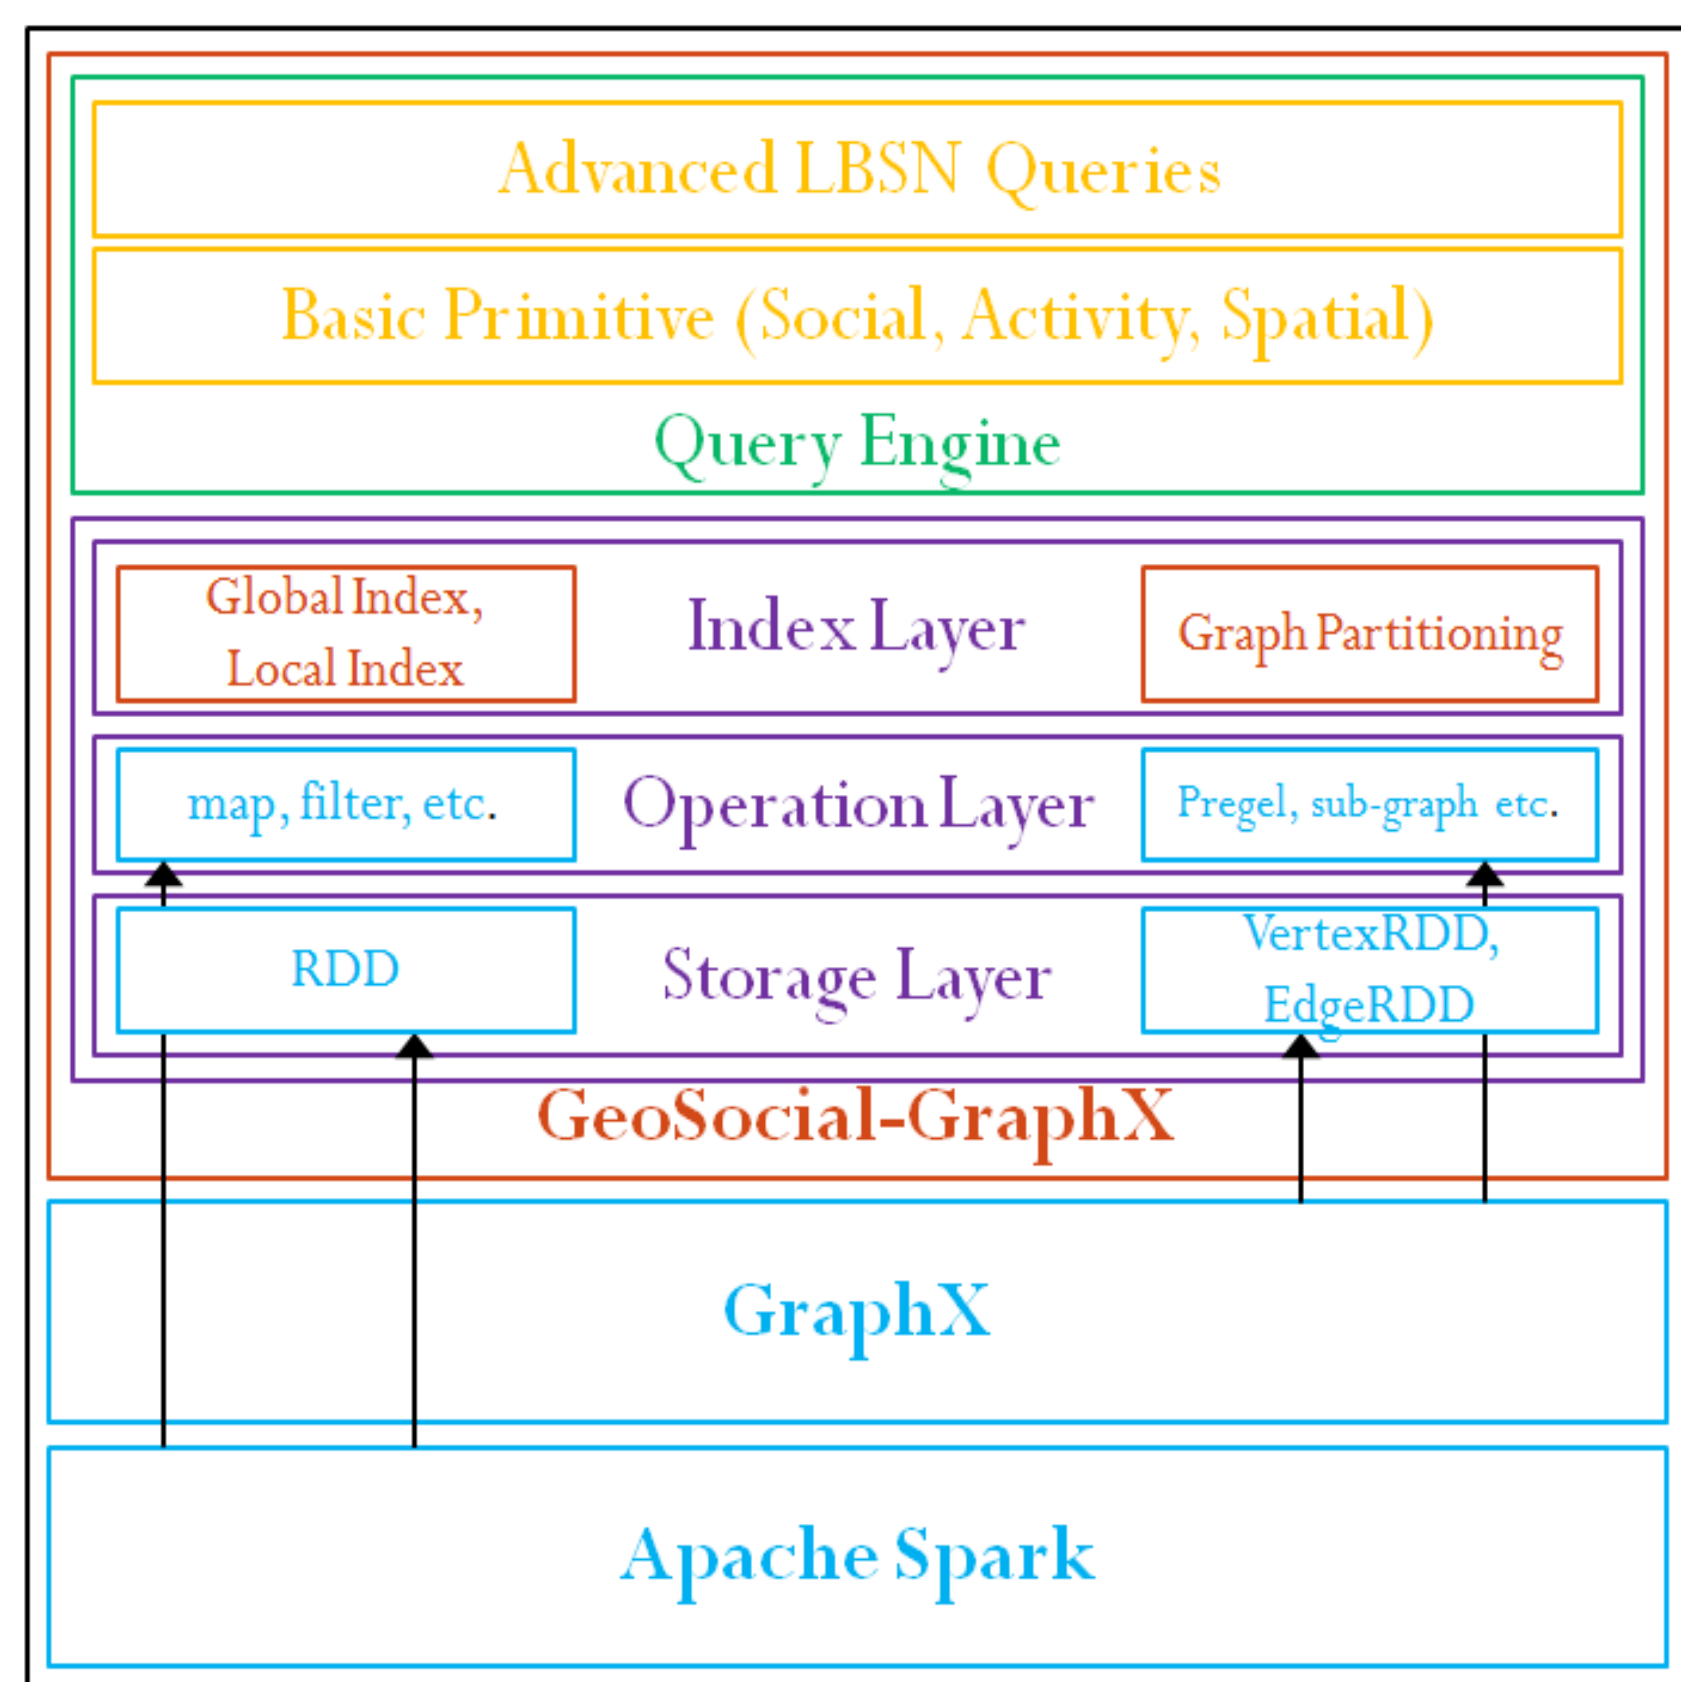 Advanced LBSN Queries
Basic Primitive (Social, Activity, Spatial)
Query Engine
Global Index,
Local Index
Index Layer
Graph Partitioning
map, filter, etc.
Operation Layer
Pregel, sub-graph etc.
RDD
Storage Layer
VertexRDD,
EdgeRDD
GeoSocial-GraphX
GraphX
Apache Spark